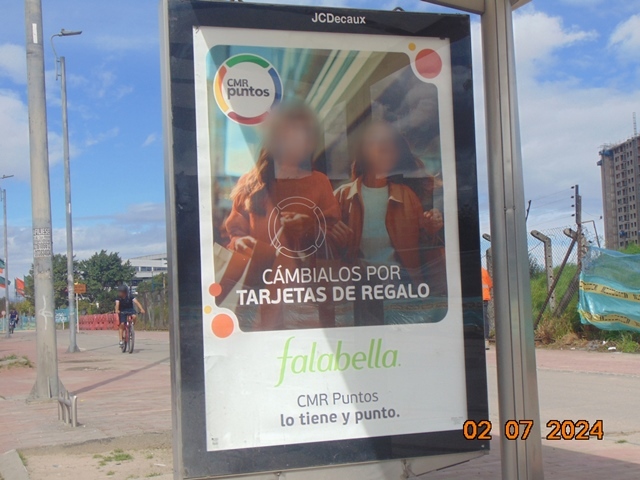 JCDecaux
CMR
puntos
CÁMBIALOS POR
TARJETAS DE REGALO
falabella.
CMR Puntos
lo tiene y punto.
02 07 2024